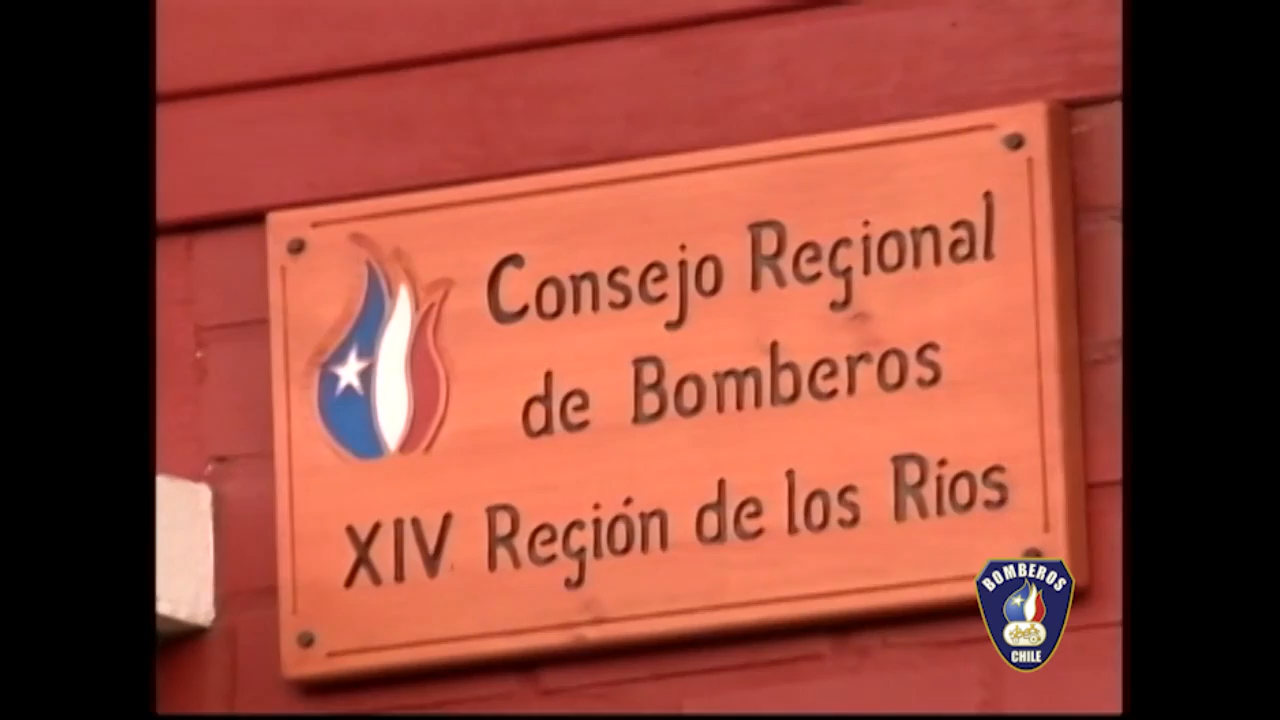 Consejo Regional
de Bomberos
XIV Región de los Ríos
BOMBEROS
CHILE